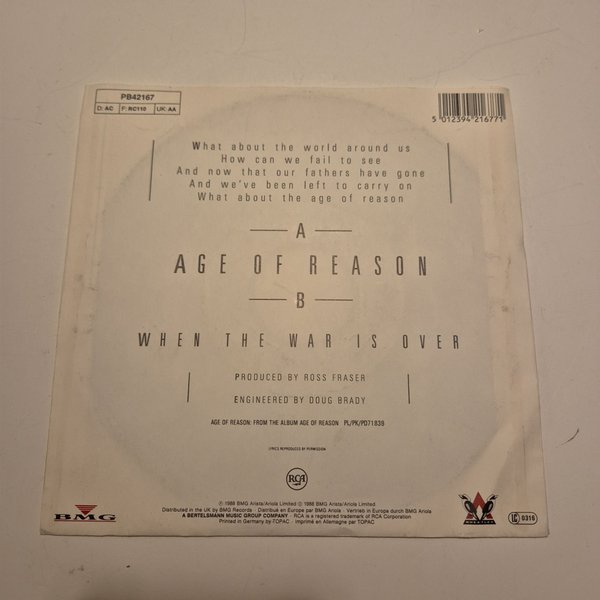 PB42167
D: AC F: RC110 UK: AA
5 012394 216771
What about the world around us
How can we fail to see
And now that our fathers have gone
And we've been left to carry on
What about the age of reason
A
AGE OF REASON
B
WHEN THE WAR IS OVER
PRODUCED BY ROSS FRASER
ENGINEERED BY DOUG BRADY
AGE OF REASON: FROM THE ALBUM AGE OF REASON PL/PK/PD71839
LYRICS REPRODUCED BY PERMISSION
RCA
℗ 1988 BMG Arista/Ariola Limited © 1988 BMG Arista/Ariola Limited
Distributed in the UK by BMG Records · Distribué en Europe par BMG Ariola · Vertrieb in Europa durch BMG Ariola
A BERTELSMANN MUSIC GROUP COMPANY · RCA is a registered trademark of RCA Corporation
Printed in Germany by TOPAC · Imprimé en Allemagne par TOPAC
BMG
WHEATLEY
LC 0316